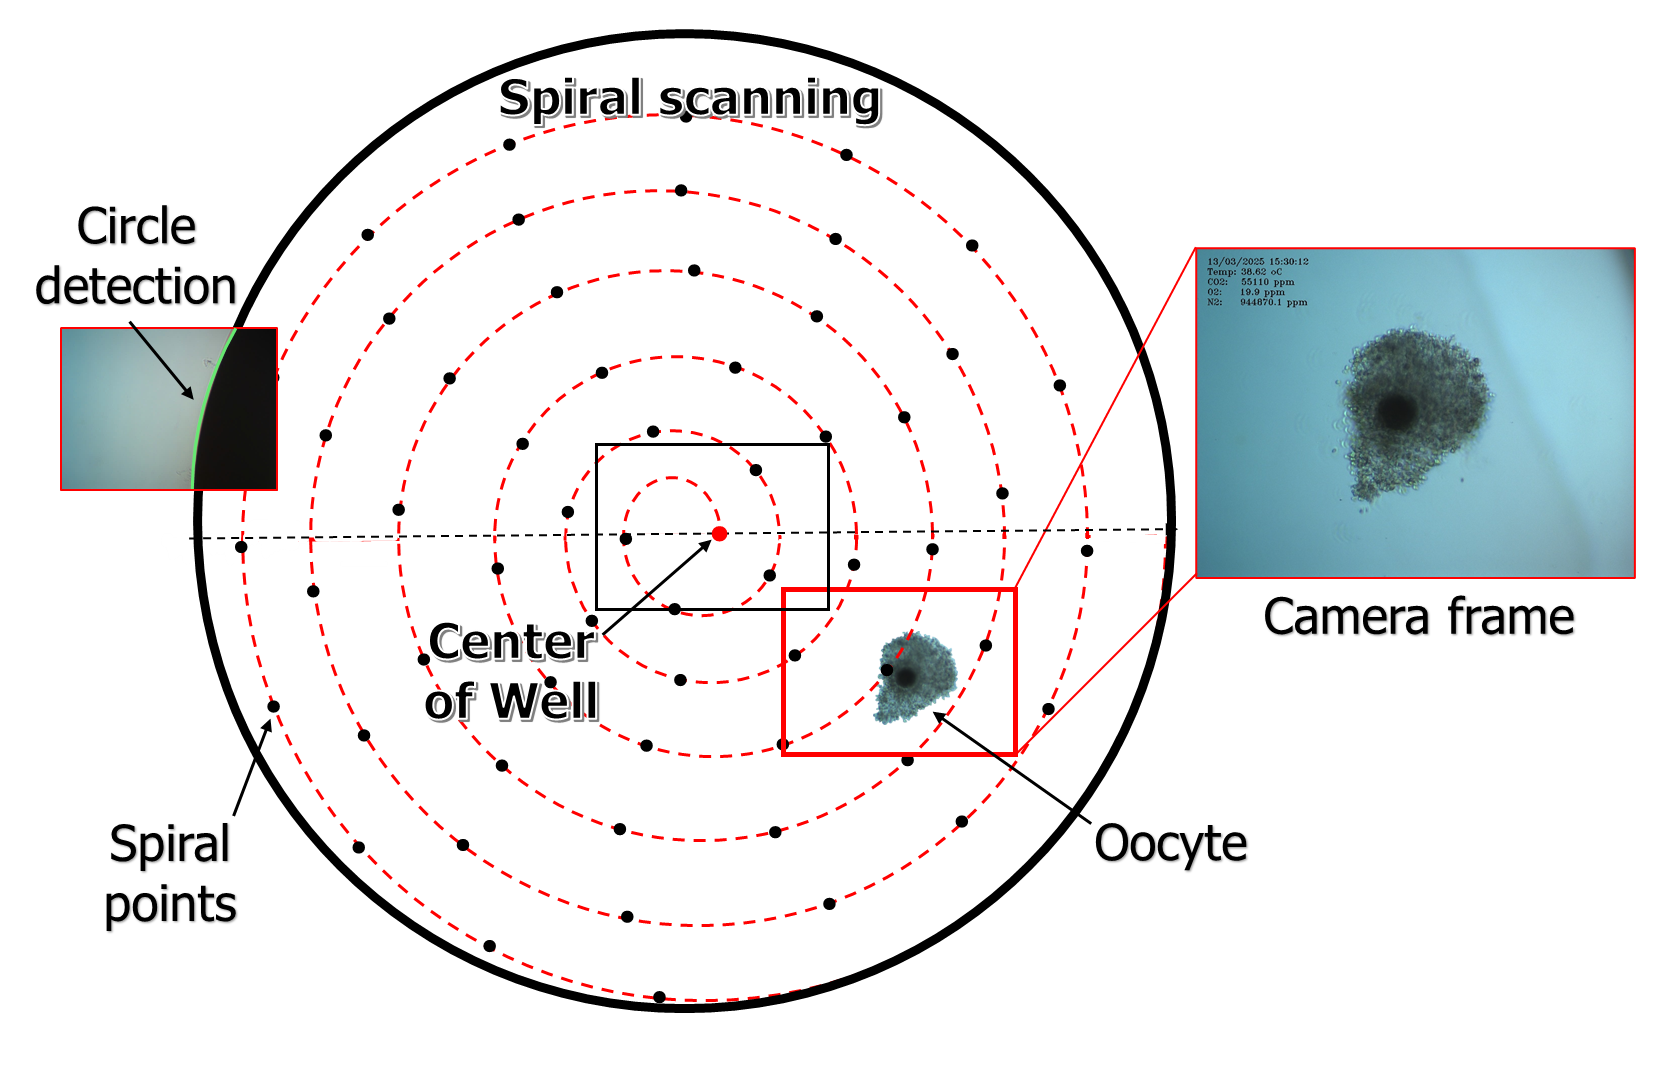 Spiral scanning
Circle
detection
13/03/2025 15:30:12
Temp: 38.62 oC
CO2: 55110 ppm
O2: 19.9 ppm
N2: 944870.1 ppm
Camera frame
Center
of Well
Spiral
points
Oocyte